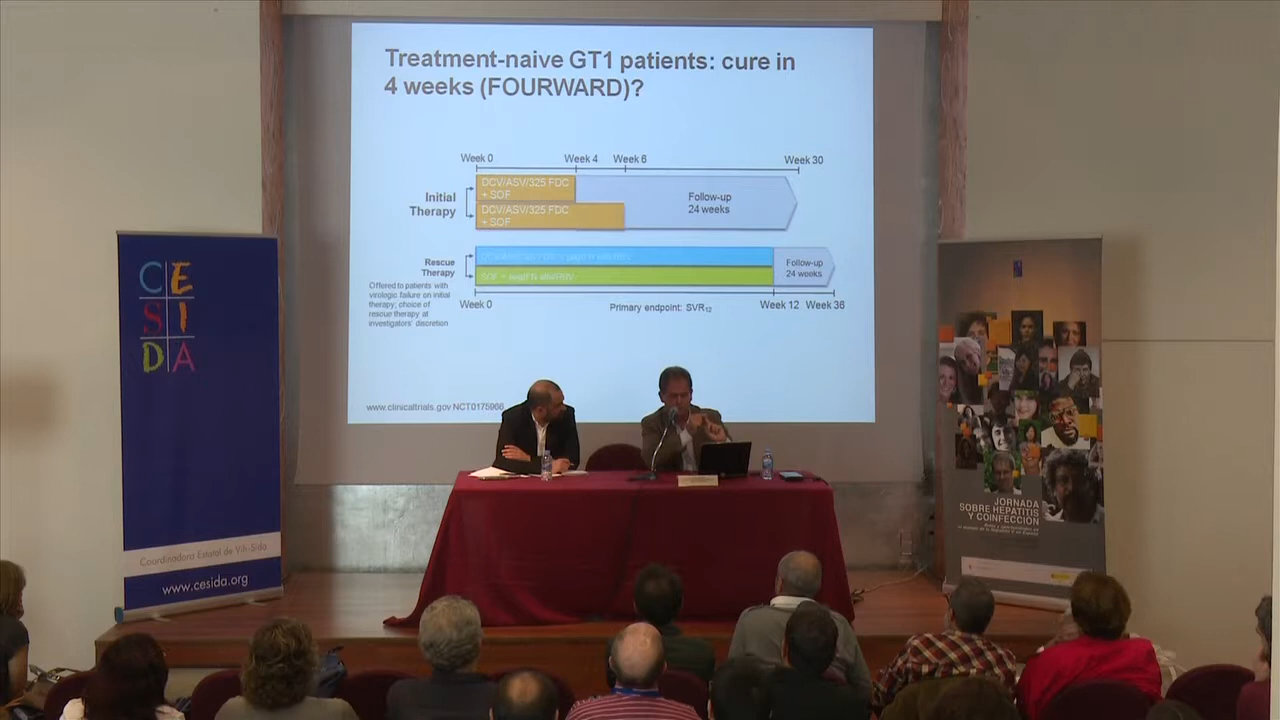 Treatment-naive GT1 patients: cure in
4 weeks (FOURWARD)?
Week 0
Week 4
Week 6
Week 30
Initial
Therapy
DCV/ASV/325 FDC
+ SOF
DCV/ASV/325 FDC
+ SOF
Follow-up
24 weeks
Rescue
Therapy
Follow-up
24 weeks
Offered to patients with
virologic failure on initial
therapy; choice of
rescue therapy at
investigators' discretion
Week 0
Primary endpoint: SVR12
Week 12
Week 36
www.clinicaltrials.gov NCT0175966
CE
SI
DA
Coordinadora Estatal de Vih-Sida
www.cesida.org
JORNADA
SOBRE HEPATITIS
Y COINFECCIÓN